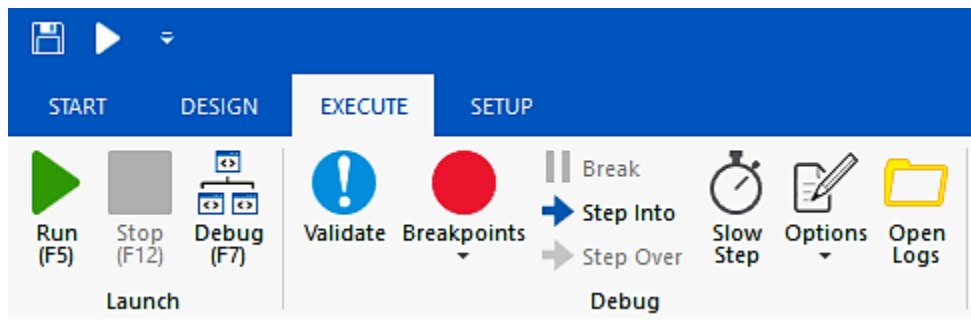 START DESIGN EXECUTE SETUP
Run
(F5)
Stop
(F12)
Debug
(F7)
Launch
Validate
Breakpoints
Break
Step Into
Step Over
Slow
Step
Options
Open
Logs
Debug